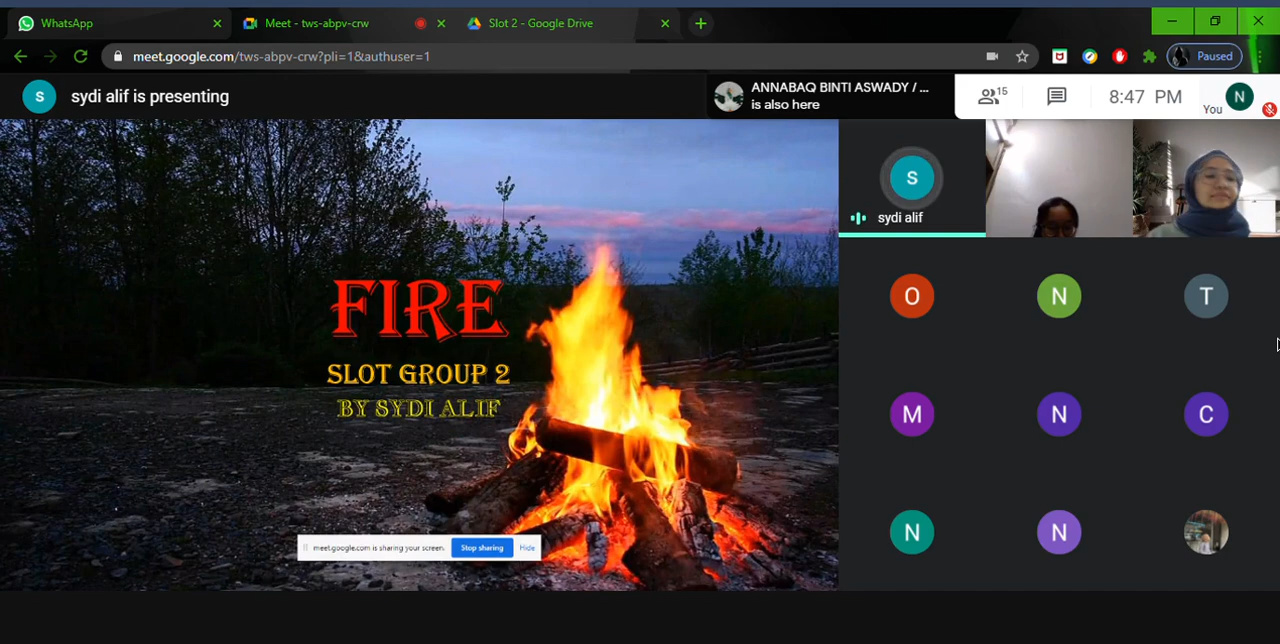 WhatsApp
Meet - tws-abpv-crw
Slot 2 - Google Drive
meet.google.com/tws-abpv-crw?pli=1&authuser=1
Paused
S
sydi alif is presenting
ANNABAQ BINTI ASWADY / ...
is also here
15
8:47 PM
You
N
S
sydi alif
FIRE
SLOT GROUP 2
BY SYDI ALIF
O
N
T
M
N
C
N
N
meet.google.com is sharing your screen.
Stop sharing
Hide